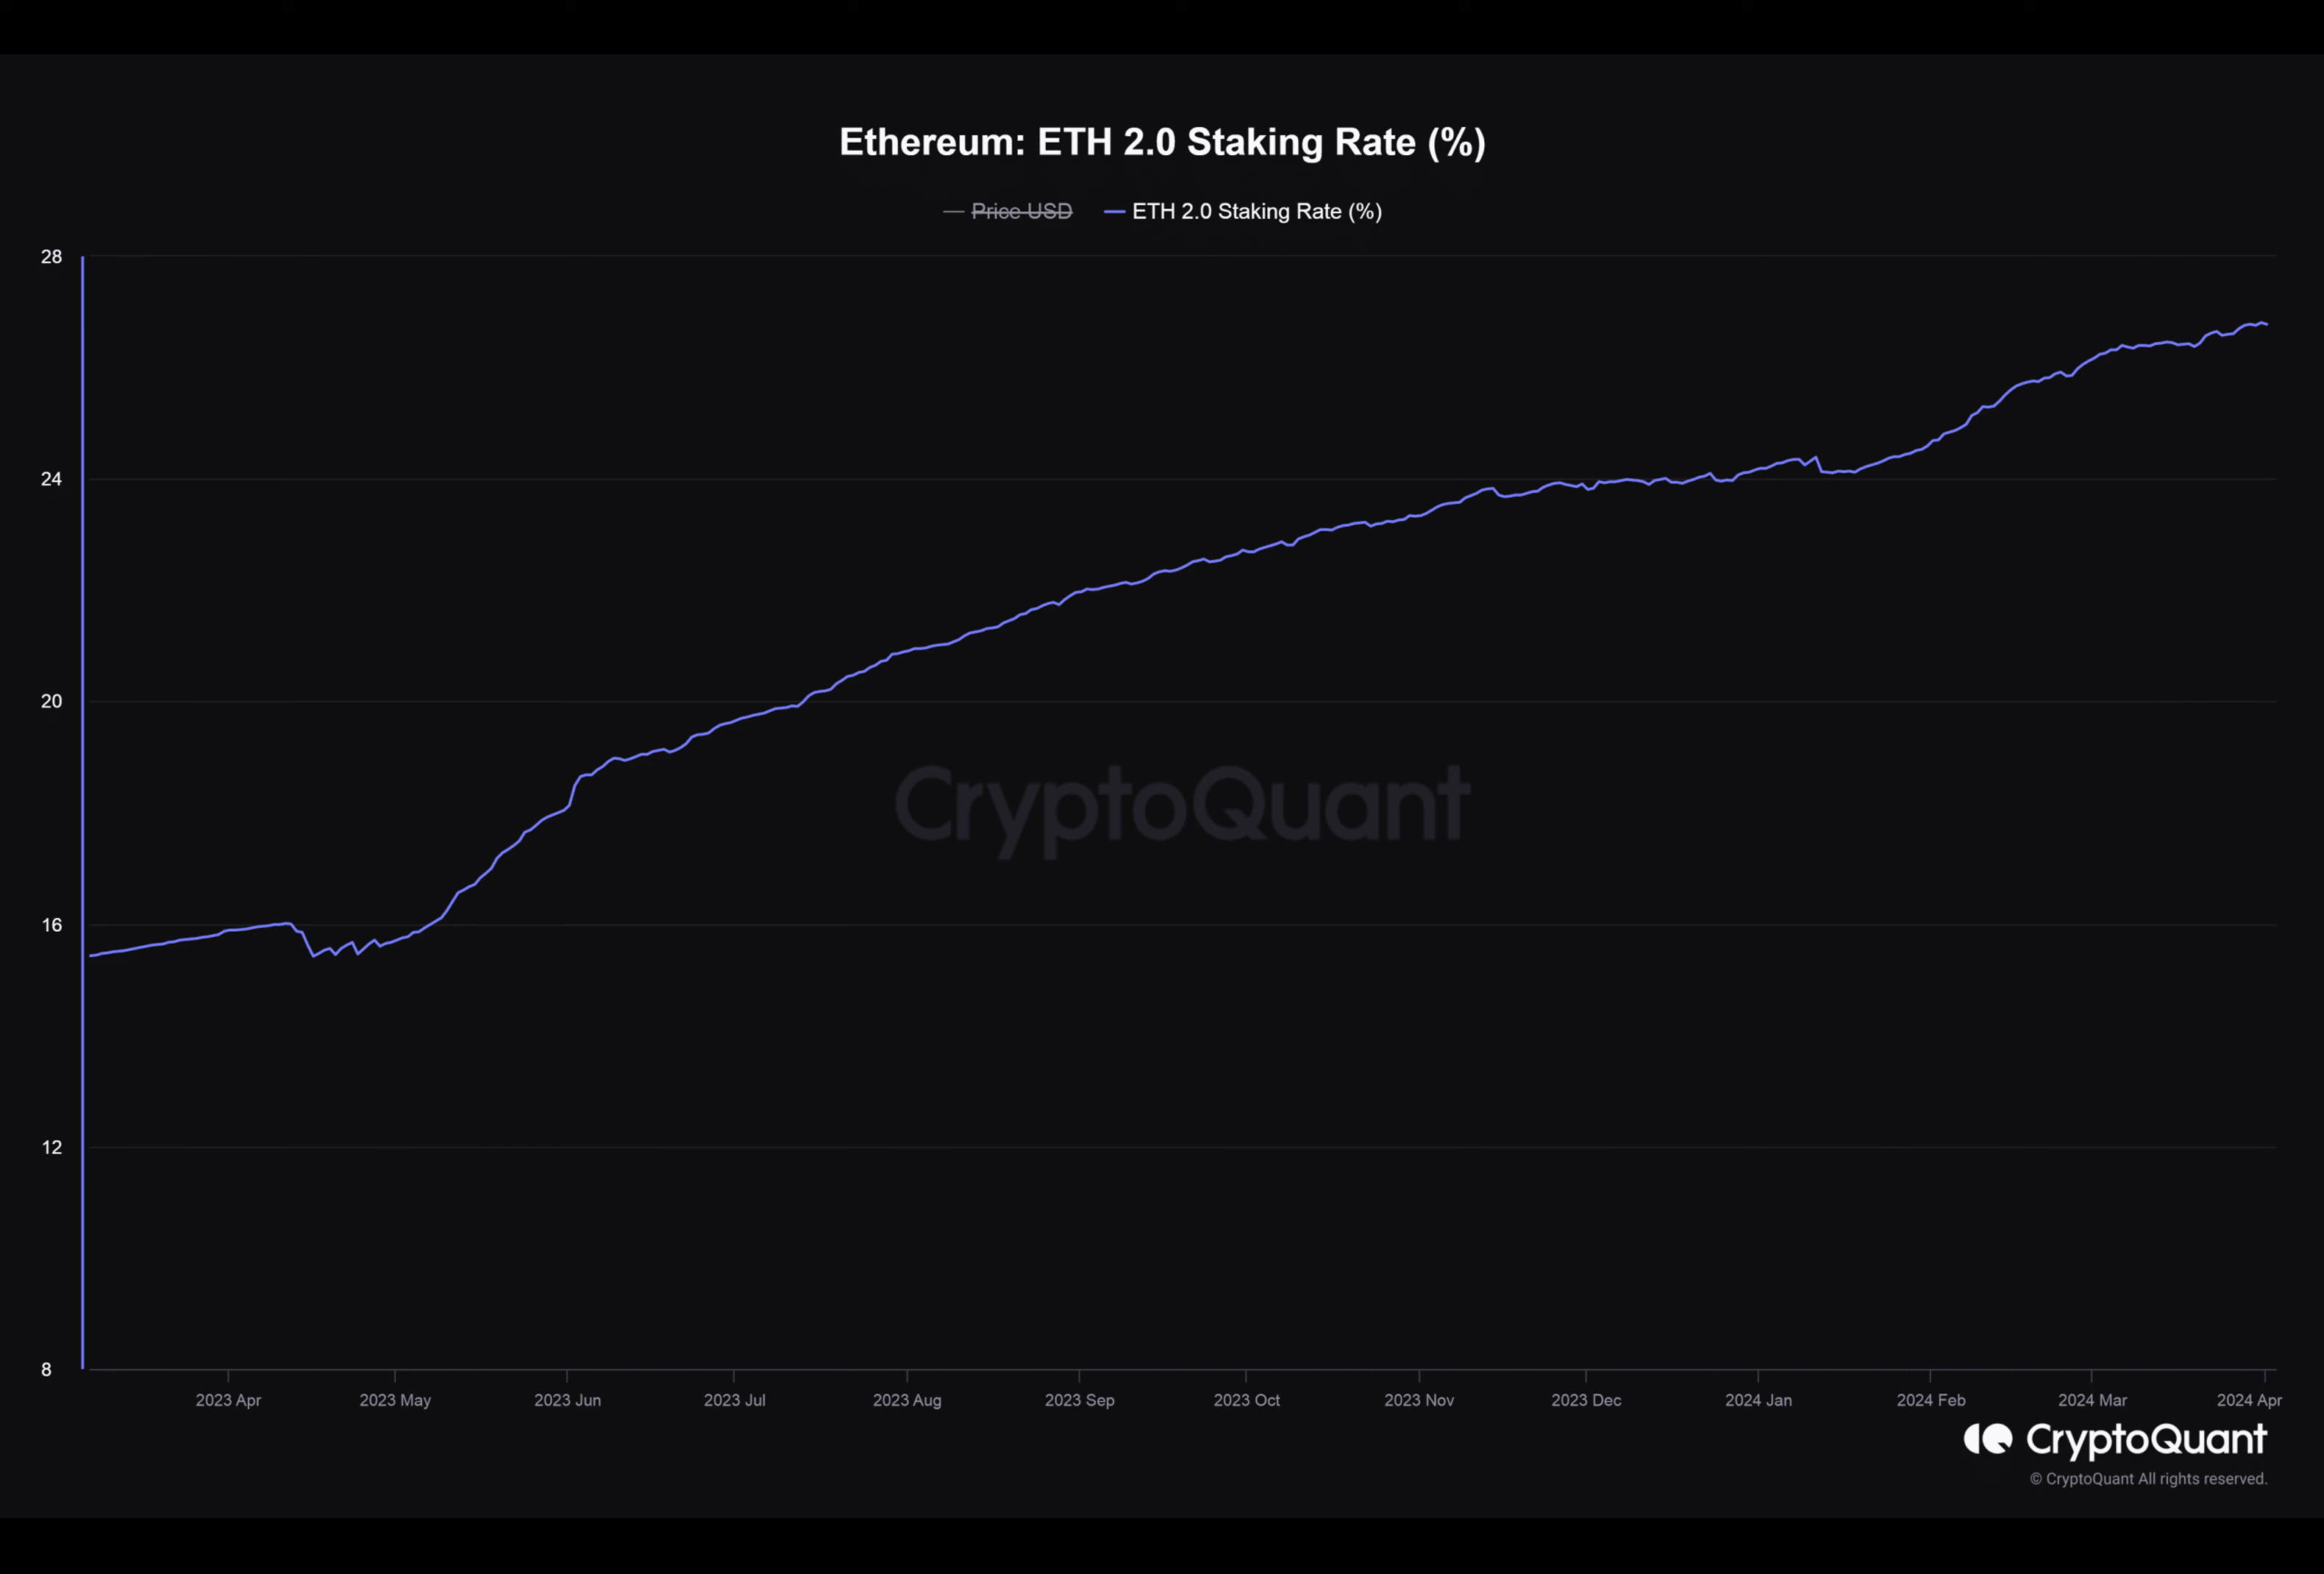 Ethereum: ETH 2.0 Staking Rate (%)
Price USD ETH 2.0 Staking Rate (%)
28
24
20
16
12
8
CryptoQuant
2023 Apr 2023 May 2023 Jun 2023 Jul 2023 Aug 2023 Sep 2023 Oct 2023 Nov 2023 Dec 2024 Jan 2024 Feb 2024 Mar 2024 Apr
CryptoQuant
© CryptoQuant All rights reserved.